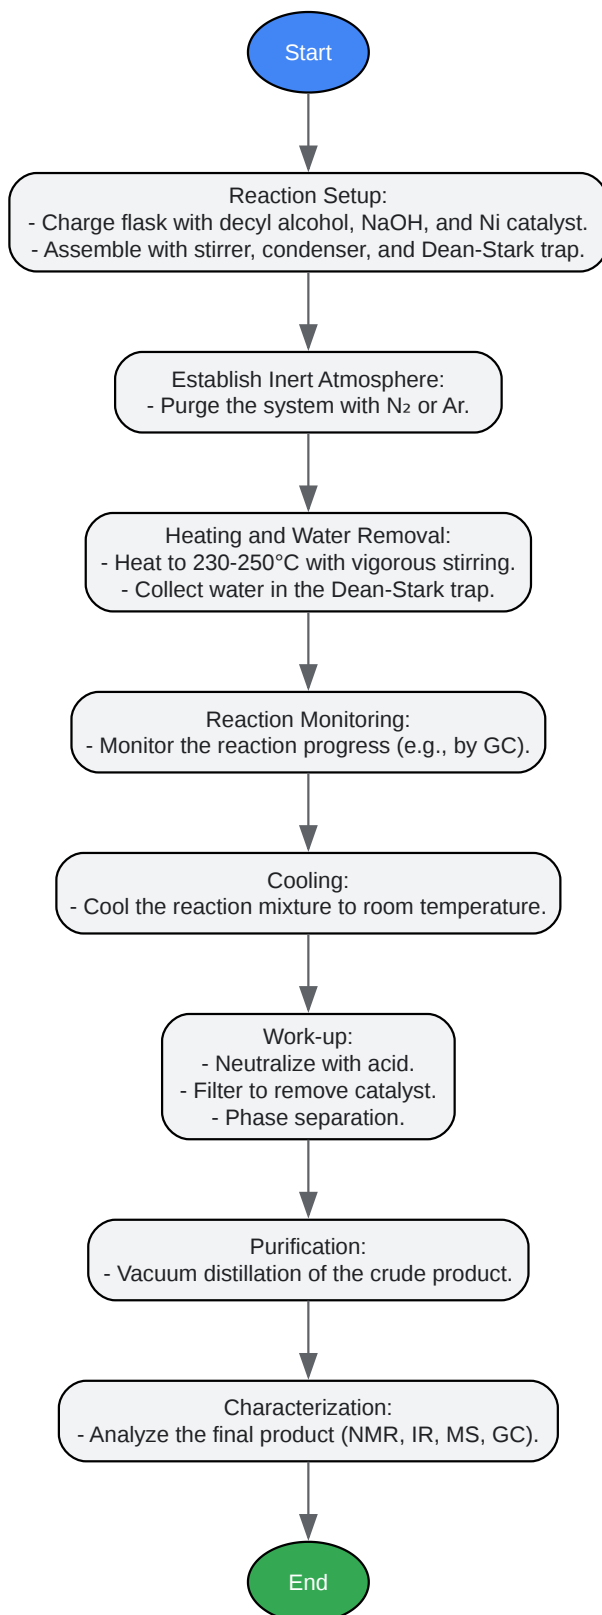 Start
Reaction Setup:
- Charge flask with decyl alcohol, NaOH, and Ni catalyst.
- Assemble with stirrer, condenser, and Dean-Stark trap.
Establish Inert Atmosphere:
- Purge the system with N₂ or Ar.
Heating and Water Removal:
- Heat to 230-250°C with vigorous stirring.
- Collect water in the Dean-Stark trap.
Reaction Monitoring:
- Monitor the reaction progress (e.g., by GC).
Cooling:
- Cool the reaction mixture to room temperature.
Work-up:
- Neutralize with acid.
- Filter to remove catalyst.
- Phase separation.
Purification:
- Vacuum distillation of the crude product.
Characterization:
- Analyze the final product (NMR, IR, MS, GC).
End